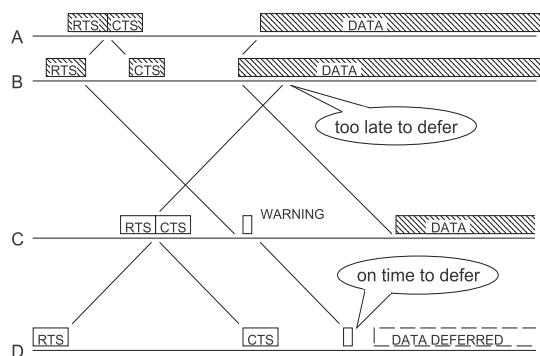 RTS CTS DATA
A
RTS CTS DATA
B
too late to defer
RTS CTS WARNING DATA
C
on time to defer
RTS CTS DATA DEFERRED
D